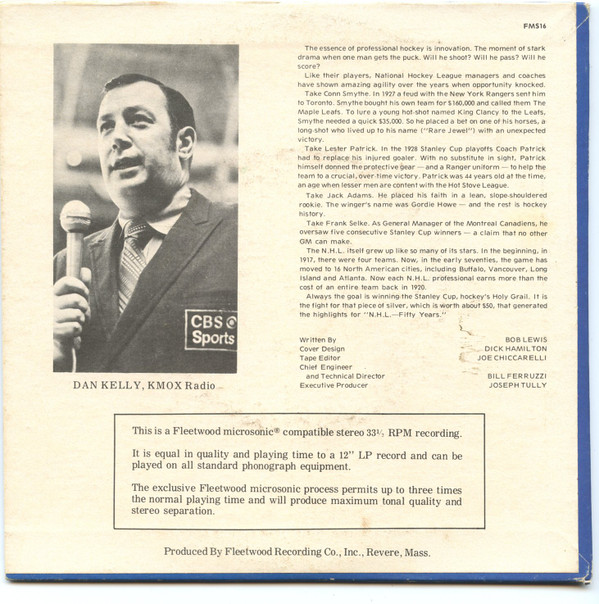 FMS16
The essence of professional hockey is innovation. The moment of stark
drama when one man gets the puck. Will he shoot? Will he pass? Will he
score?
Like their players, National Hockey League managers and coaches
have shown amazing agility over the years when opportunity knocked.
Take Conn Smythe. In 1927 a feud with the New York Rangers sent him
to Toronto. Smythe bought his own team for $160,000 and called them The
Maple Leafs. To lure a young hot-shot named King Clancy to the Leafs,
Smythe needed a quick $35,000. So he placed a bet on one of his horses, a
long-shot who lived up to his name ("Rare Jewel") with an unexpected
victory.
Take Lester Patrick. In the 1928 Stanley Cup playoffs Coach Patrick
had to replace his injured goaler. With no substitute in sight, Patrick
himself donned the protective gear — and a Ranger uniform — to help the
team to a crucial, over-time victory. Patrick was 44 years old at the time,
an age when lesser men are content with the Hot Stove League.
Take Jack Adams. He placed his faith in a lean, slope-shouldered
rookie. The winger's name was Gordie Howe — and the rest is hockey
history.
Take Frank Selke. As General Manager of the Montreal Canadiens, he
oversaw five consecutive Stanley Cup winners — a claim that no other
GM can make.
The N.H.L. itself grew up like so many of its stars. In the beginning, in
1917, there were four teams. Now, in the early seventies, the game has
moved to 16 North American cities, including Buffalo, Vancouver, Long
Island and Atlanta. Now each N.H.L. professional earns more than the
cost of an entire team back in 1920.
Always the goal is winning the Stanley Cup, hockey's Holy Grail. It is
the fight for that piece of silver, which is worth about $50, that generated
the highlights for "N.H.L.—Fifty Years."
CBS
Sports
DAN KELLY, KMOX Radio
Written By BOB LEWIS
Cover Design DICK HAMILTON
Tape Editor JOE CHICCARELLI
Chief Engineer
and Technical Director BILL FERRUZZI
Executive Producer JOSEPH TULLY
This is a Fleetwood microsonic® compatible stereo 33⅓ RPM recording.
It is equal in quality and playing time to a 12" LP record and can be
played on all standard phonograph equipment.
The exclusive Fleetwood microsonic process permits up to three times
the normal playing time and will produce maximum tonal quality and
stereo separation.
Produced By Fleetwood Recording Co., Inc., Revere, Mass.